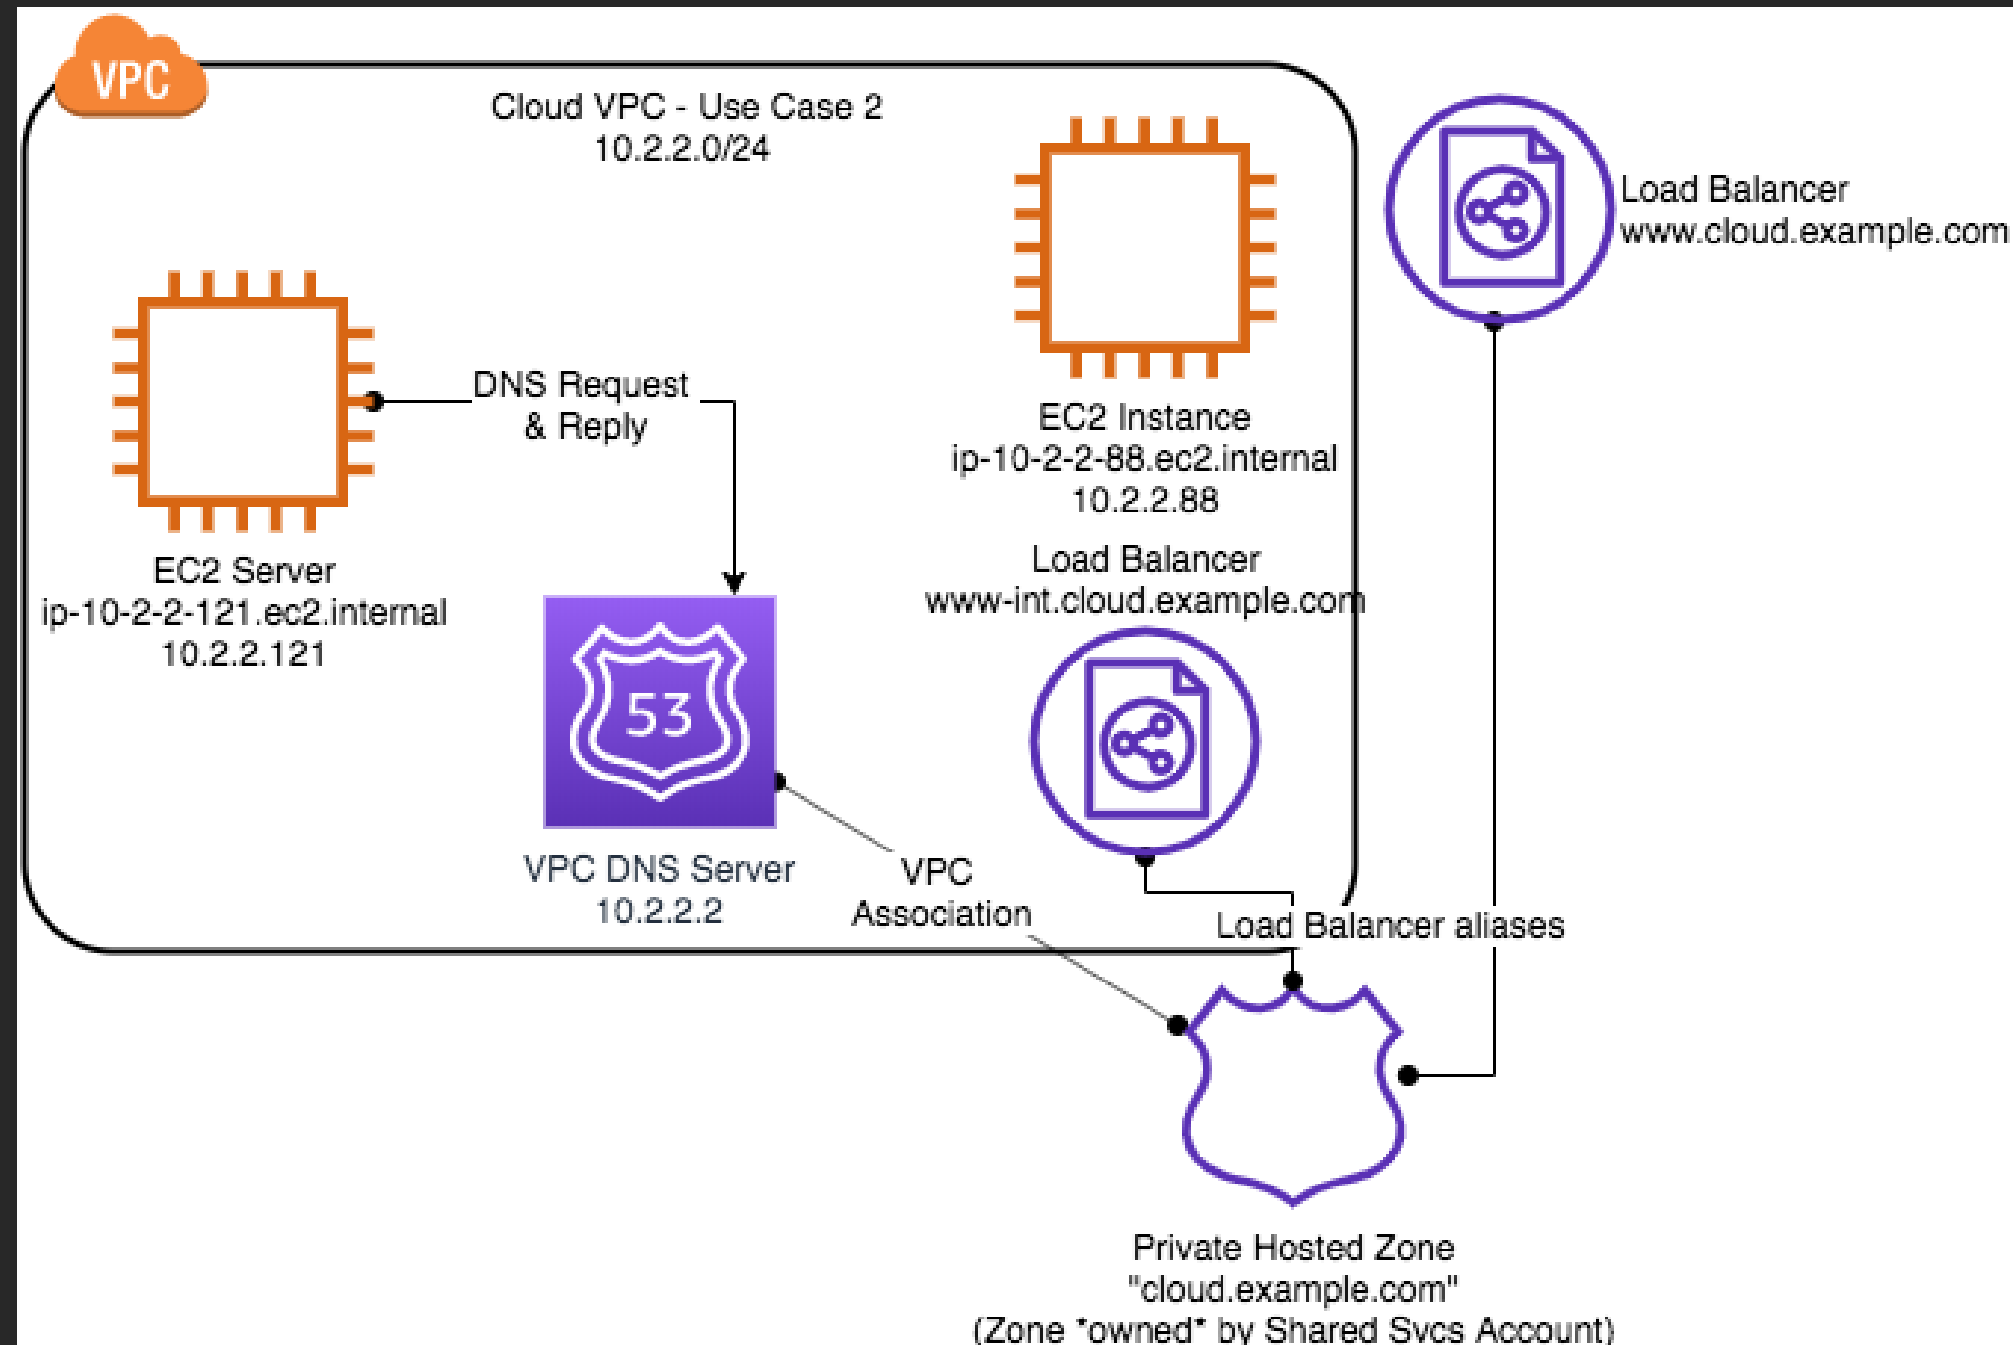 VPC
Cloud VPC - Use Case 2
10.2.2.0/24
Load Balancer
www.cloud.example.com
DNS Request
& Reply
EC2 Instance
ip-10-2-2-88.ec2.internal
10.2.2.88
EC2 Server
ip-10-2-2-121.ec2.internal
10.2.2.121
Load Balancer
www-int.cloud.example.com
53
VPC DNS Server
10.2.2.2
VPC
Association
Load Balancer aliases
Private Hosted Zone
"cloud.example.com"
(Zone *owned* by Shared Svcs Account)